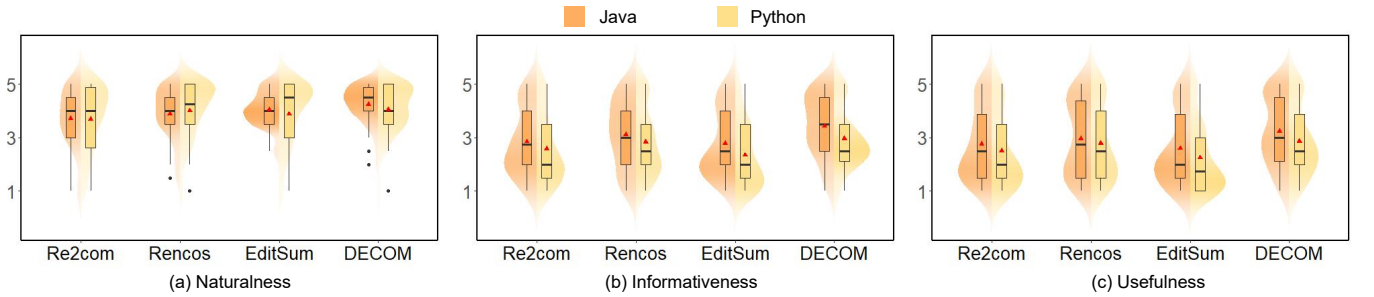 Java Python
5 3 1
Re2com Rencos EditSum DECOM
(a) Naturalness
5 3 1
Re2com Rencos EditSum DECOM
(b) Informativeness
5 3 1
Re2com Rencos EditSum DECOM
(c) Usefulness